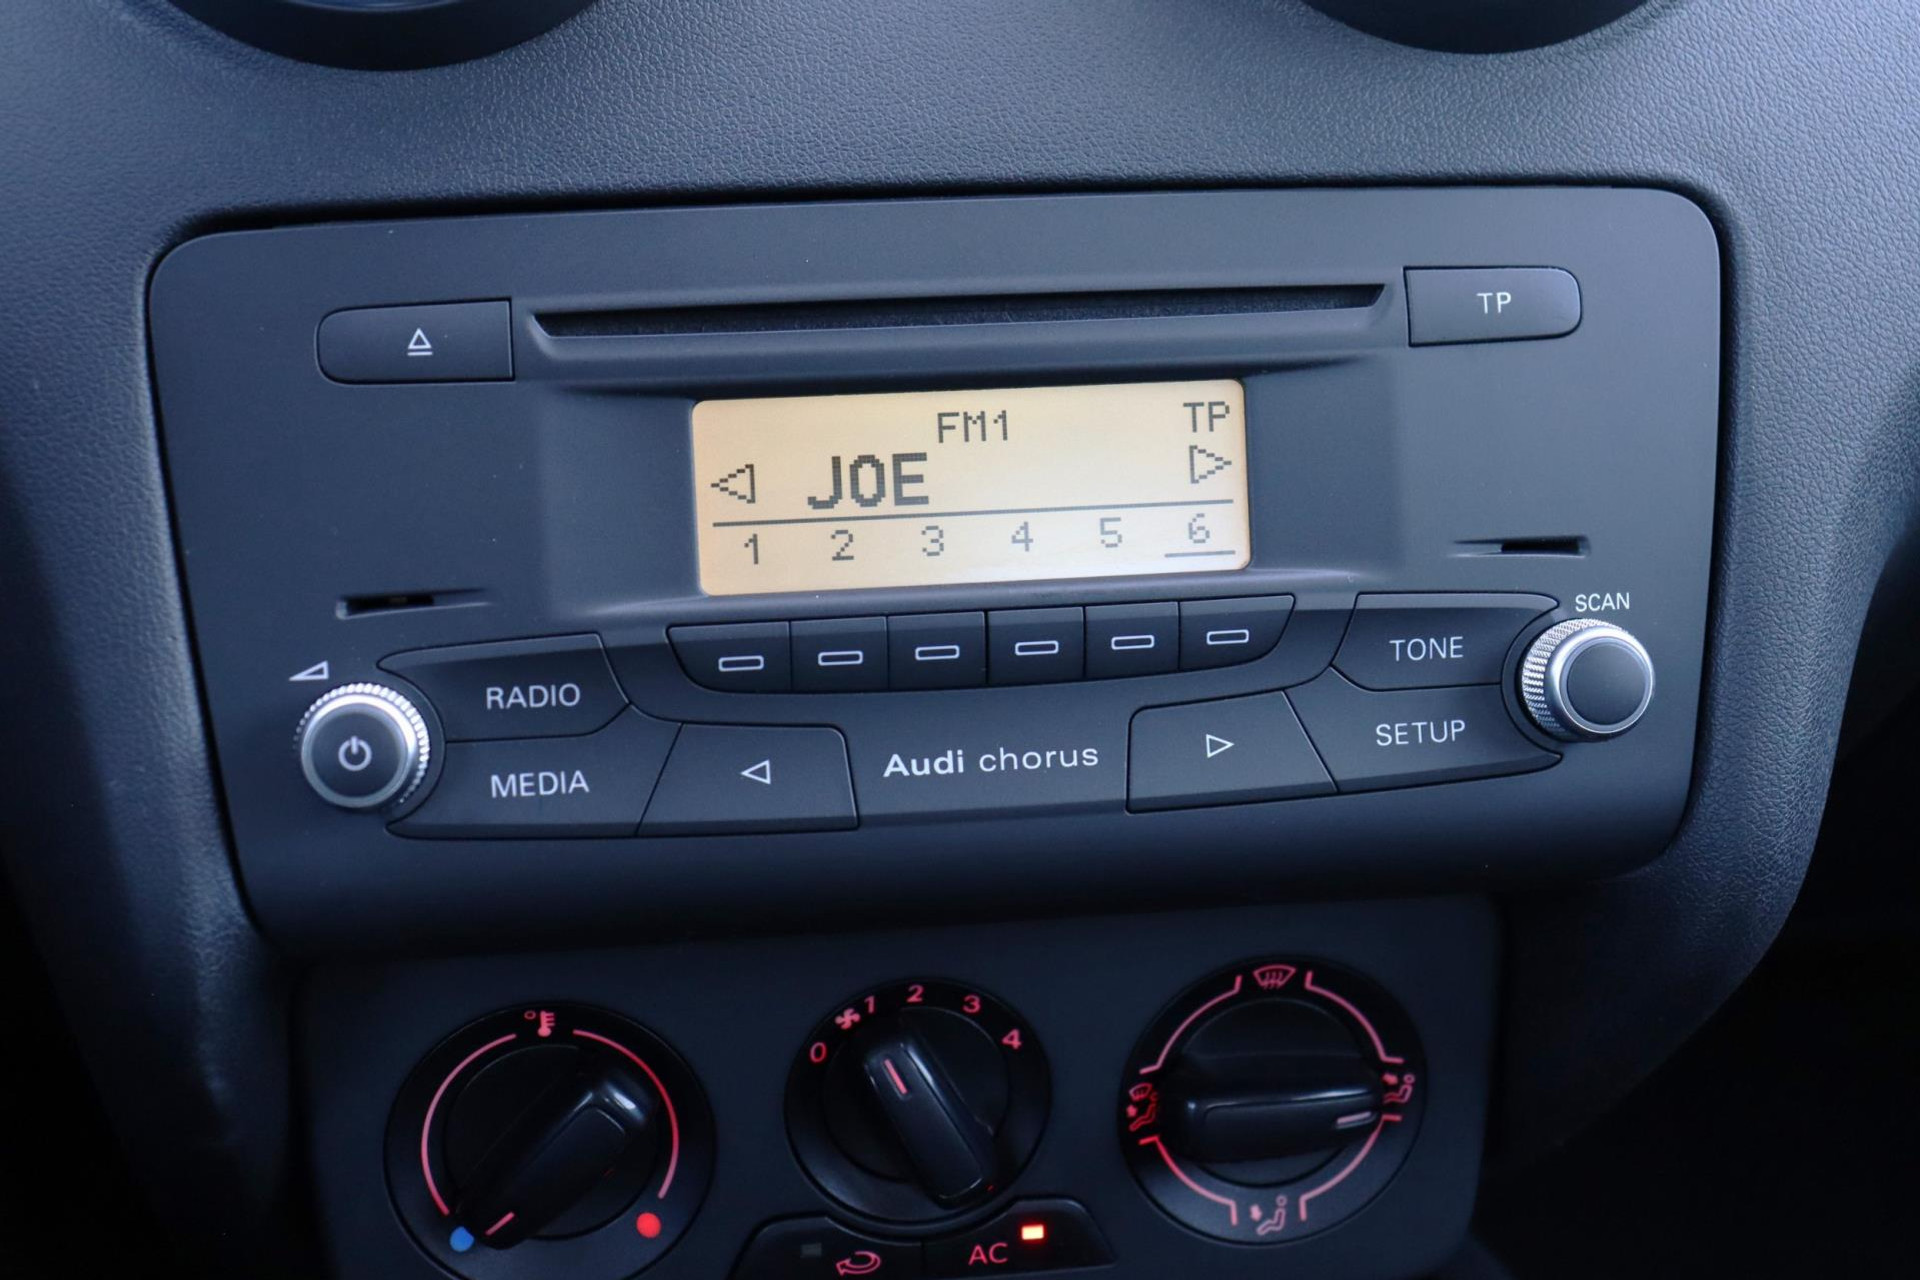 TP
FM1 TP
JOE
1 2 3 4 5 6
SCAN
RADIO TONE
MEDIA Audi chorus SETUP
0 1 2 3 4
AC